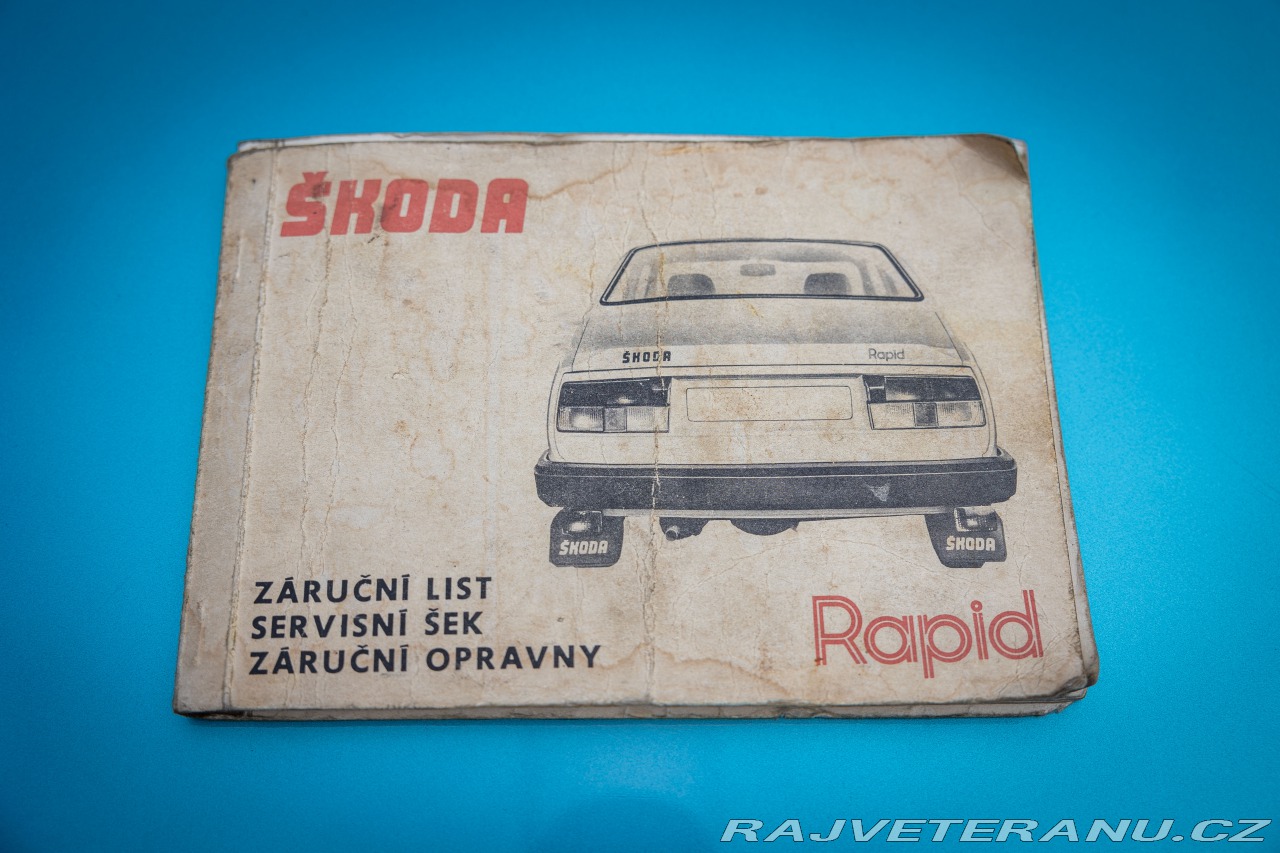 ŠKODA
ŠKODA Rapid
ŠKODA ŠKODA
ZÁRUČNÍ LIST
SERVISNÍ ŠEK
ZÁRUČNÍ OPRAVNY
Rapid
RAJVETERANU.CZ